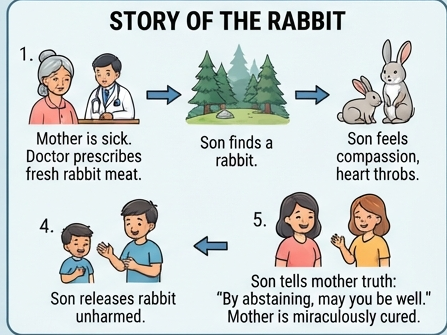 STORY OF THE RABBIT
1.
Mother is sick.
Doctor prescribes
fresh rabbit meat.
Son finds a
rabbit.
Son feels
compassion,
heart throbs.
4.
Son releases rabbit
unharmed.
5.
Son tells mother truth:
“By abstaining, may you be well.”
Mother is miraculously cured.